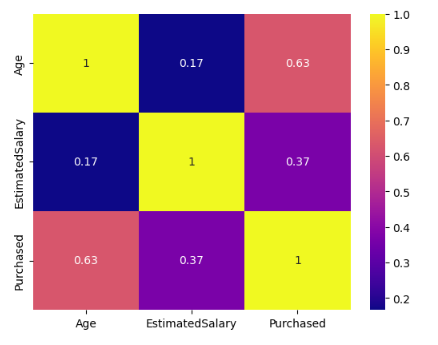 Age 1 0.17 0.63
EstimatedSalary 0.17 1 0.37
Purchased 0.63 0.37 1
Age EstimatedSalary Purchased
1.0
0.9
0.8
0.7
0.6
0.5
0.4
0.3
0.2